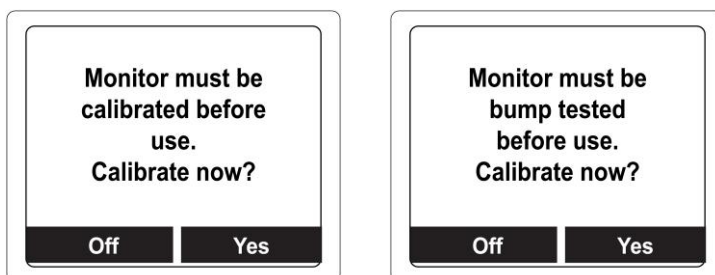 Monitor must be
calibrated before
use.
Calibrate now?
Off Yes
Monitor must be
bump tested
before use.
Calibrate now?
Off Yes